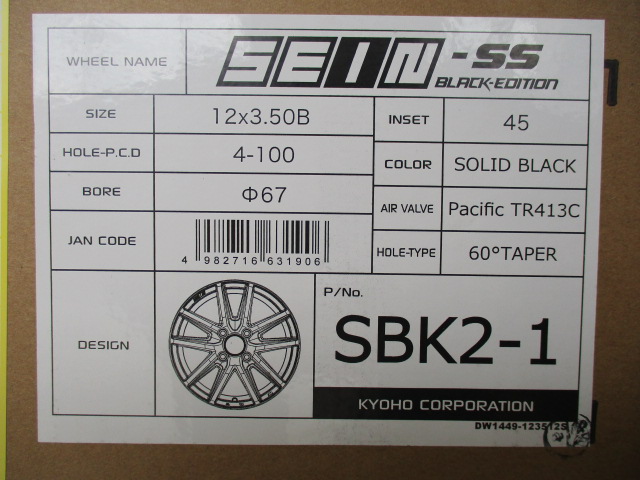 WHEEL NAME
SEIN-SS
BLACK-EDITION
SIZE 12x3.50B
INSET 45
HOLE-P.C.D 4-100
COLOR SOLID BLACK
BORE Φ67
AIR VALVE Pacific TR413C
JAN CODE 4 982716 631906
HOLE-TYPE 60°TAPER
DESIGN
P/No.
SBK2-1
KYOHO CORPORATION
DW1449-123512S